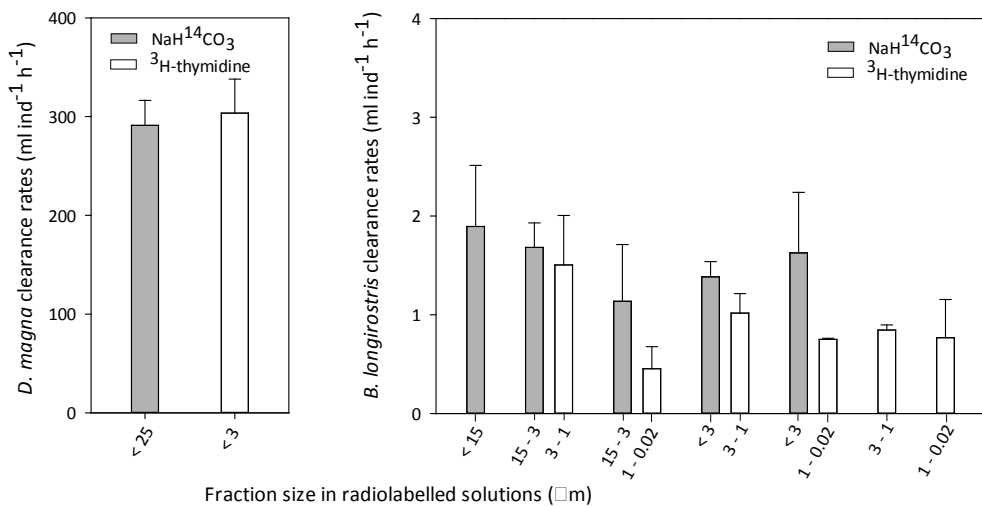 D. magna clearance rates (ml ind⁻¹ h⁻¹)
400
300
200
100
0
NaH¹⁴CO₃
³H-thymidine
< 25
< 3
B. longirostris clearance rates (ml ind⁻¹ h⁻¹)
4
3
2
1
0
NaH¹⁴CO₃
³H-thymidine
< 15
15 - 3
3 - 1
15 - 3
1 - 0.02
< 3
3 - 1
< 3
1 - 0.02
3 - 1
1 - 0.02
Fraction size in radiolabelled solutions (□m)